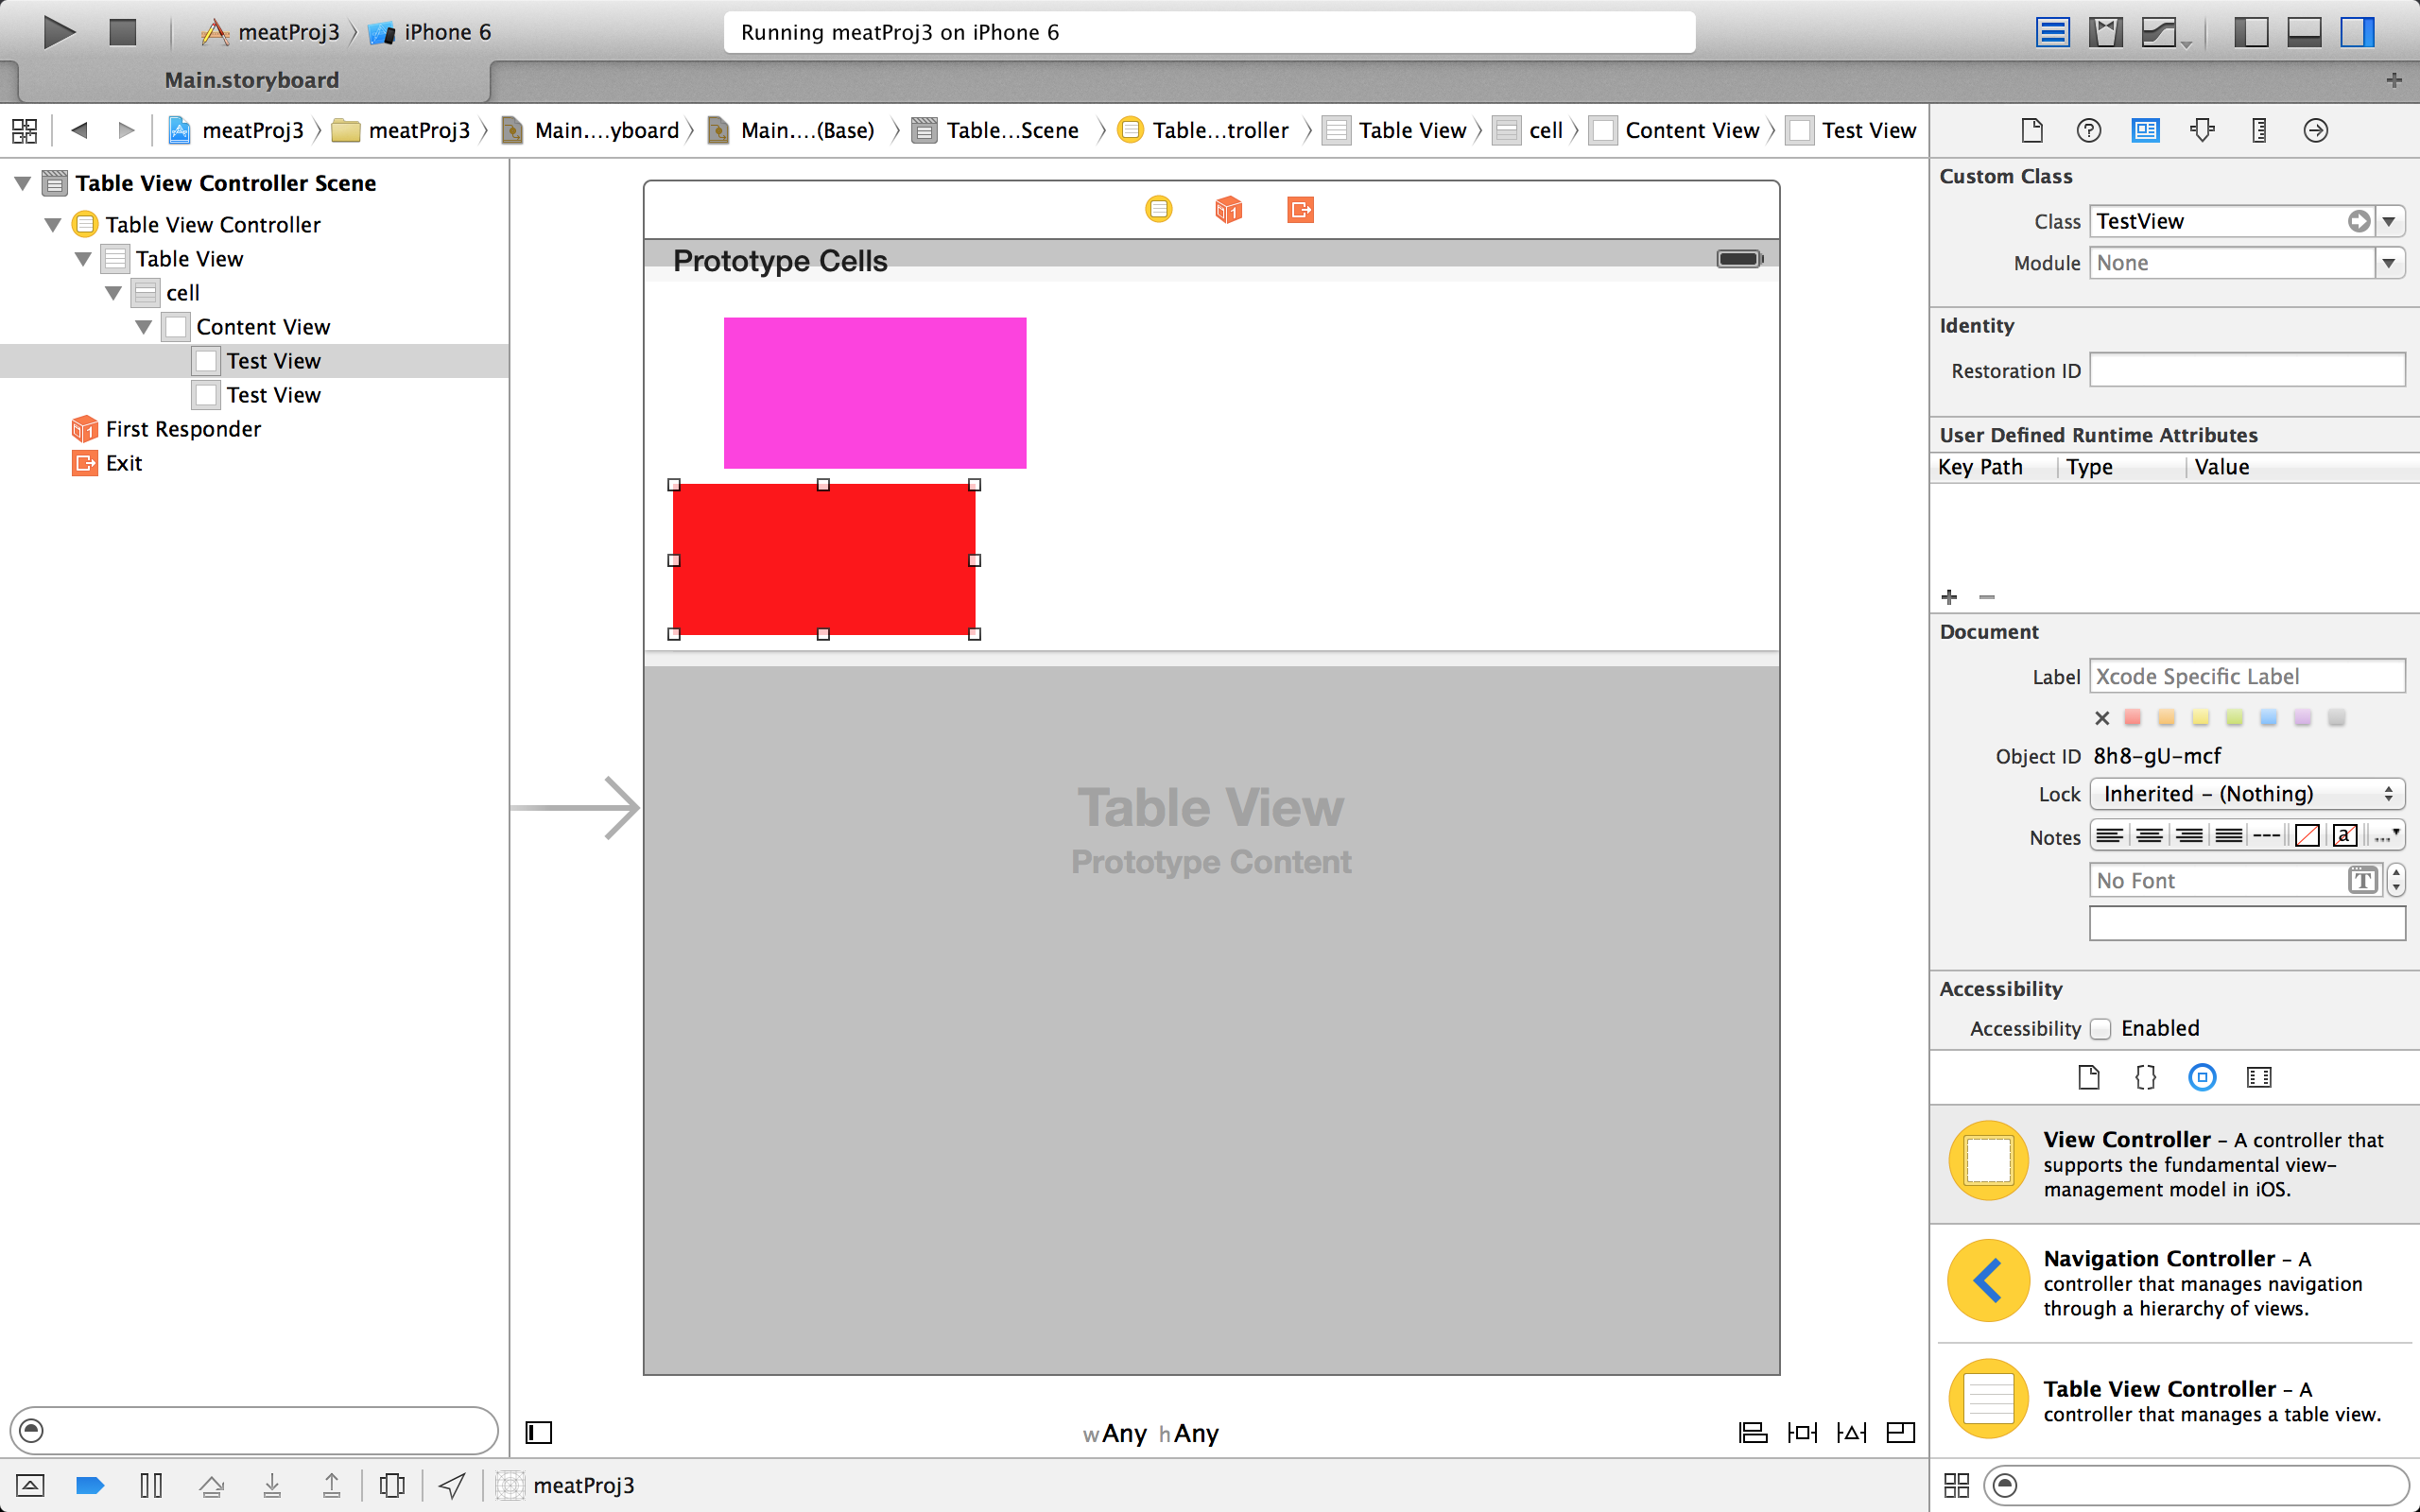 meatProj3 iPhone 6
Running meatProj3 on iPhone 6
Main.storyboard
meatProj3 meatProj3 Main....yboard Main....(Base) Table...Scene Table...troller Table View cell Content View Test View
Table View Controller Scene
Table View Controller
Table View
cell
Content View
Test View
Test View
First Responder
Exit
Prototype Cells
Table View
Prototype Content
wAny hAny
Custom Class
Class TestView
Module None
Identity
Restoration ID
User Defined Runtime Attributes
Key Path Type Value
Document
Label Xcode Specific Label
Object ID 8h8-gU-mcf
Lock Inherited - (Nothing)
Notes
No Font
Accessibility
Accessibility Enabled
View Controller - A controller that
supports the fundamental view-
management model in iOS.
Navigation Controller - A
controller that manages navigation
through a hierarchy of views.
Table View Controller - A
controller that manages a table view.
meatProj3